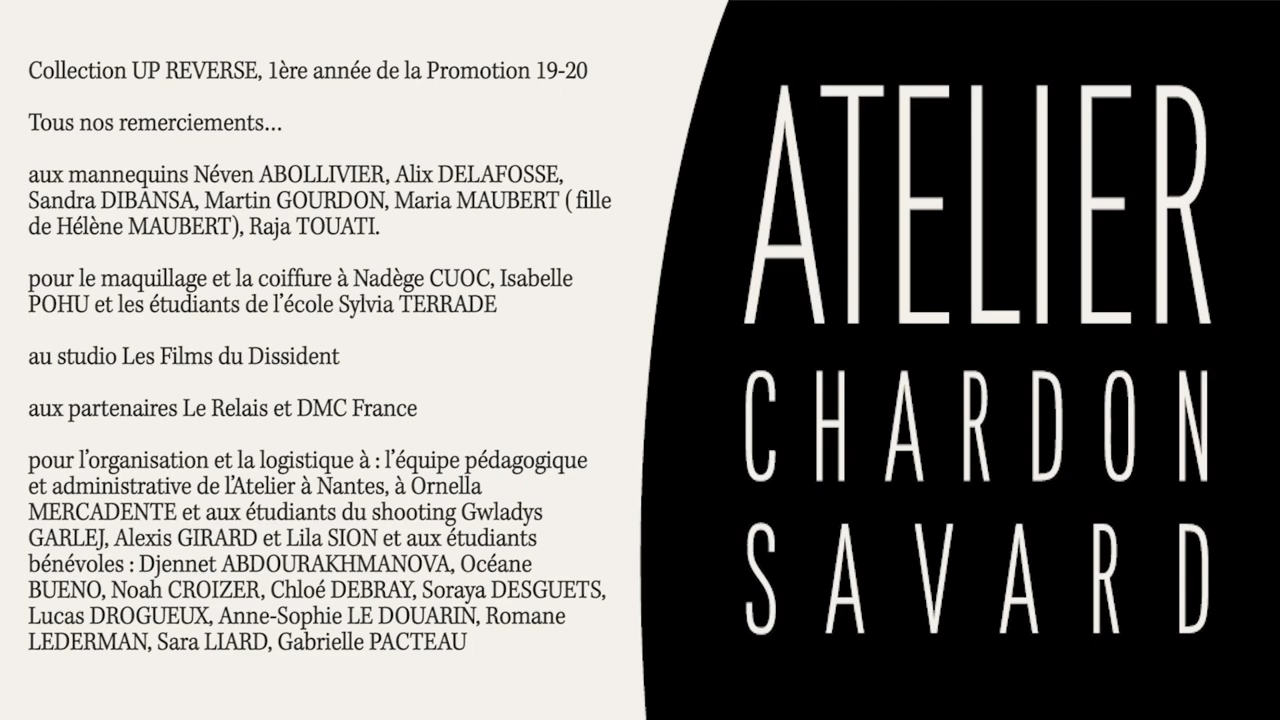 Collection UP REVERSE, 1ère année de la Promotion 19-20
Tous nos remerciements...
aux mannequins Néven ABOLLIVIER, Alix DELAFOSSE,
Sandra DIBANSA, Martin GOURDON, Maria MAUBERT ( fille
de Hélène MAUBERT), Raja TOUATI.
pour le maquillage et la coiffure à Nadège CUOC, Isabelle
POHU et les étudiants de l'école Sylvia TERRADE
au studio Les Films du Dissident
aux partenaires Le Relais et DMC France
pour l'organisation et la logistique à : l'équipe pédagogique
et administrative de l'Atelier à Nantes, à Ornella
MERCADENTE et aux étudiants du shooting Gwladys
GARLEJ, Alexis GIRARD et Lila SION et aux étudiants
bénévoles : Djennet ABDOURAKHMANOVA, Océane
BUENO, Noah CROIZER, Chloé DEBRAY, Soraya DESGUETS,
Lucas DROGUEUX, Anne-Sophie LE DOUARIN, Romane
LEDERMAN, Sara LIARD, Gabrielle PACTEAU
ATELIER
CHARDON
SAVARD